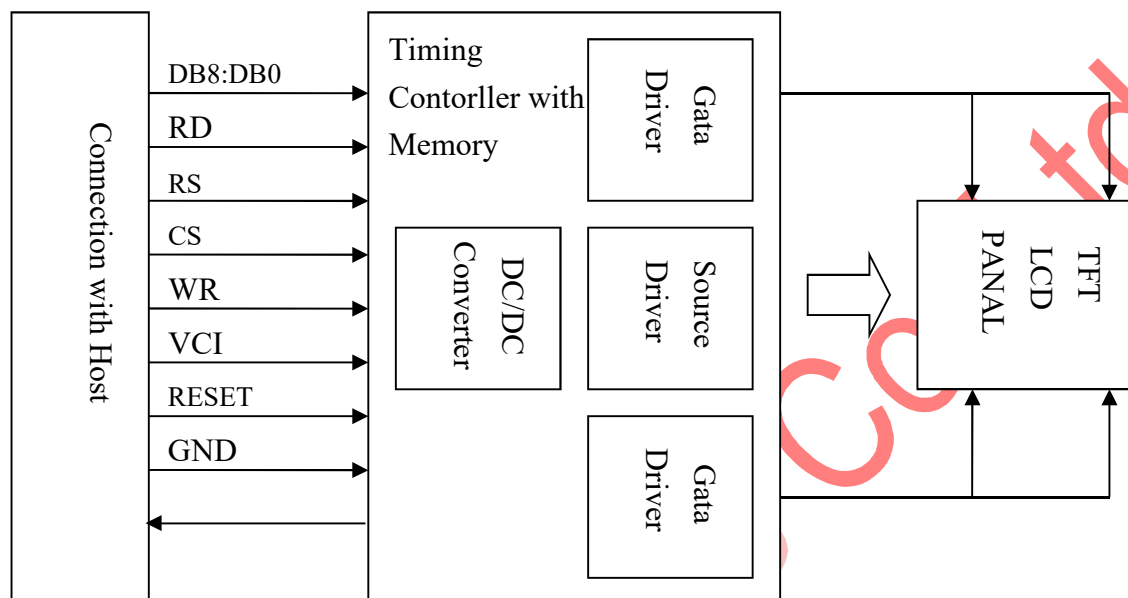 Connection with Host
DB8:DB0
RD
RS
CS
WR
VCI
RESET
GND
Timing
Contorller with
Memory
Gata
Driver
DC/DC
Converter
Source
Driver
Gata
Driver
TFT
LCD
PANAL